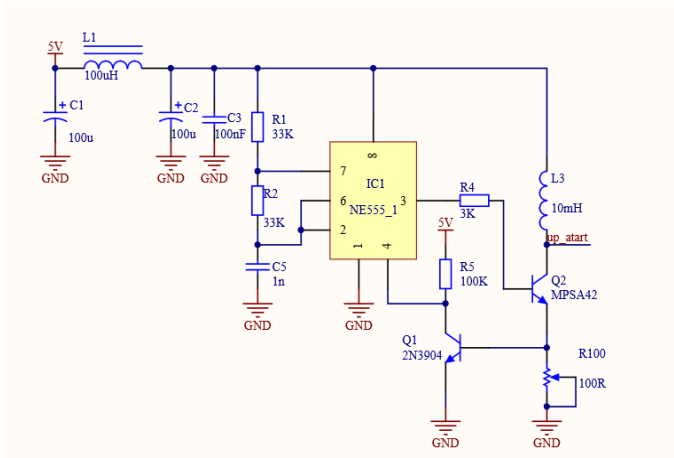 5V
L1
100uH
+
C1
100u
GND
+
C2
100u
GND
C3
100nF
GND
R1
33K
R2
33K
C5
1n
GND
7
8
IC1
6
3
NE555_1
2
1
4
GND
R4
3K
5V
R5
100K
L3
10mH
up_atart
Q2
MPSA42
Q1
2N3904
GND
R100
100R
GND